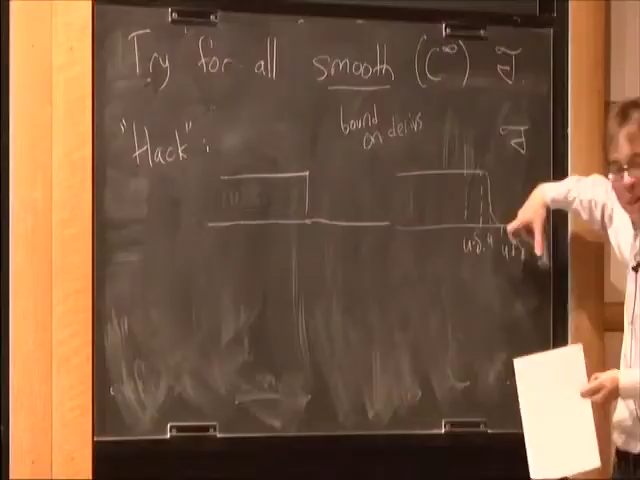 Try for all smooth (C^∞)
"Hack" :
bound
on derivs
u-δ u